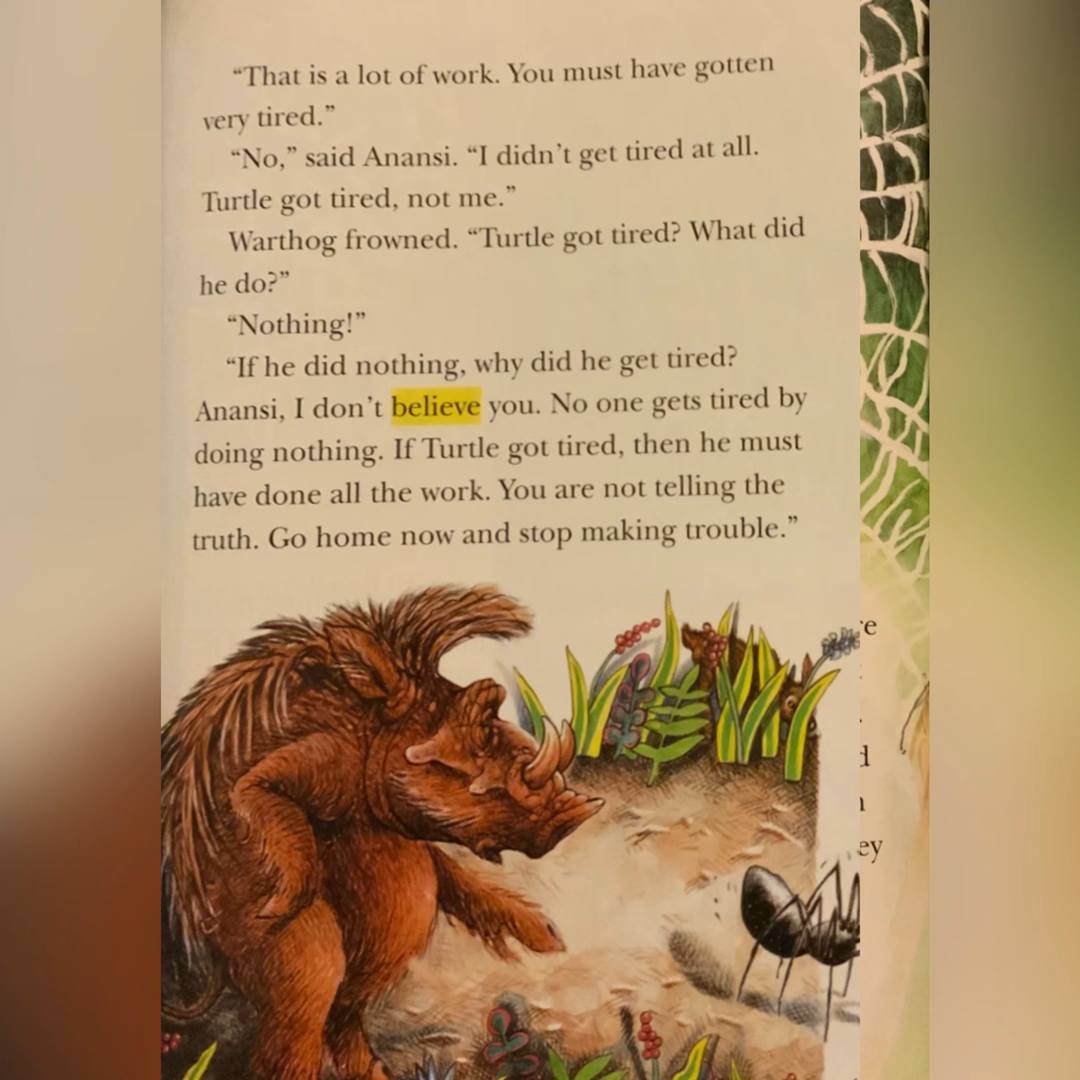 “That is a lot of work. You must have gotten
very tired.”
“No,” said Anansi. “I didn’t get tired at all.
Turtle got tired, not me.”
Warthog frowned. “Turtle got tired? What did
he do?”
“Nothing!”
“If he did nothing, why did he get tired?
Anansi, I don’t believe you. No one gets tired by
doing nothing. If Turtle got tired, then he must
have done all the work. You are not telling the
truth. Go home now and stop making trouble.”